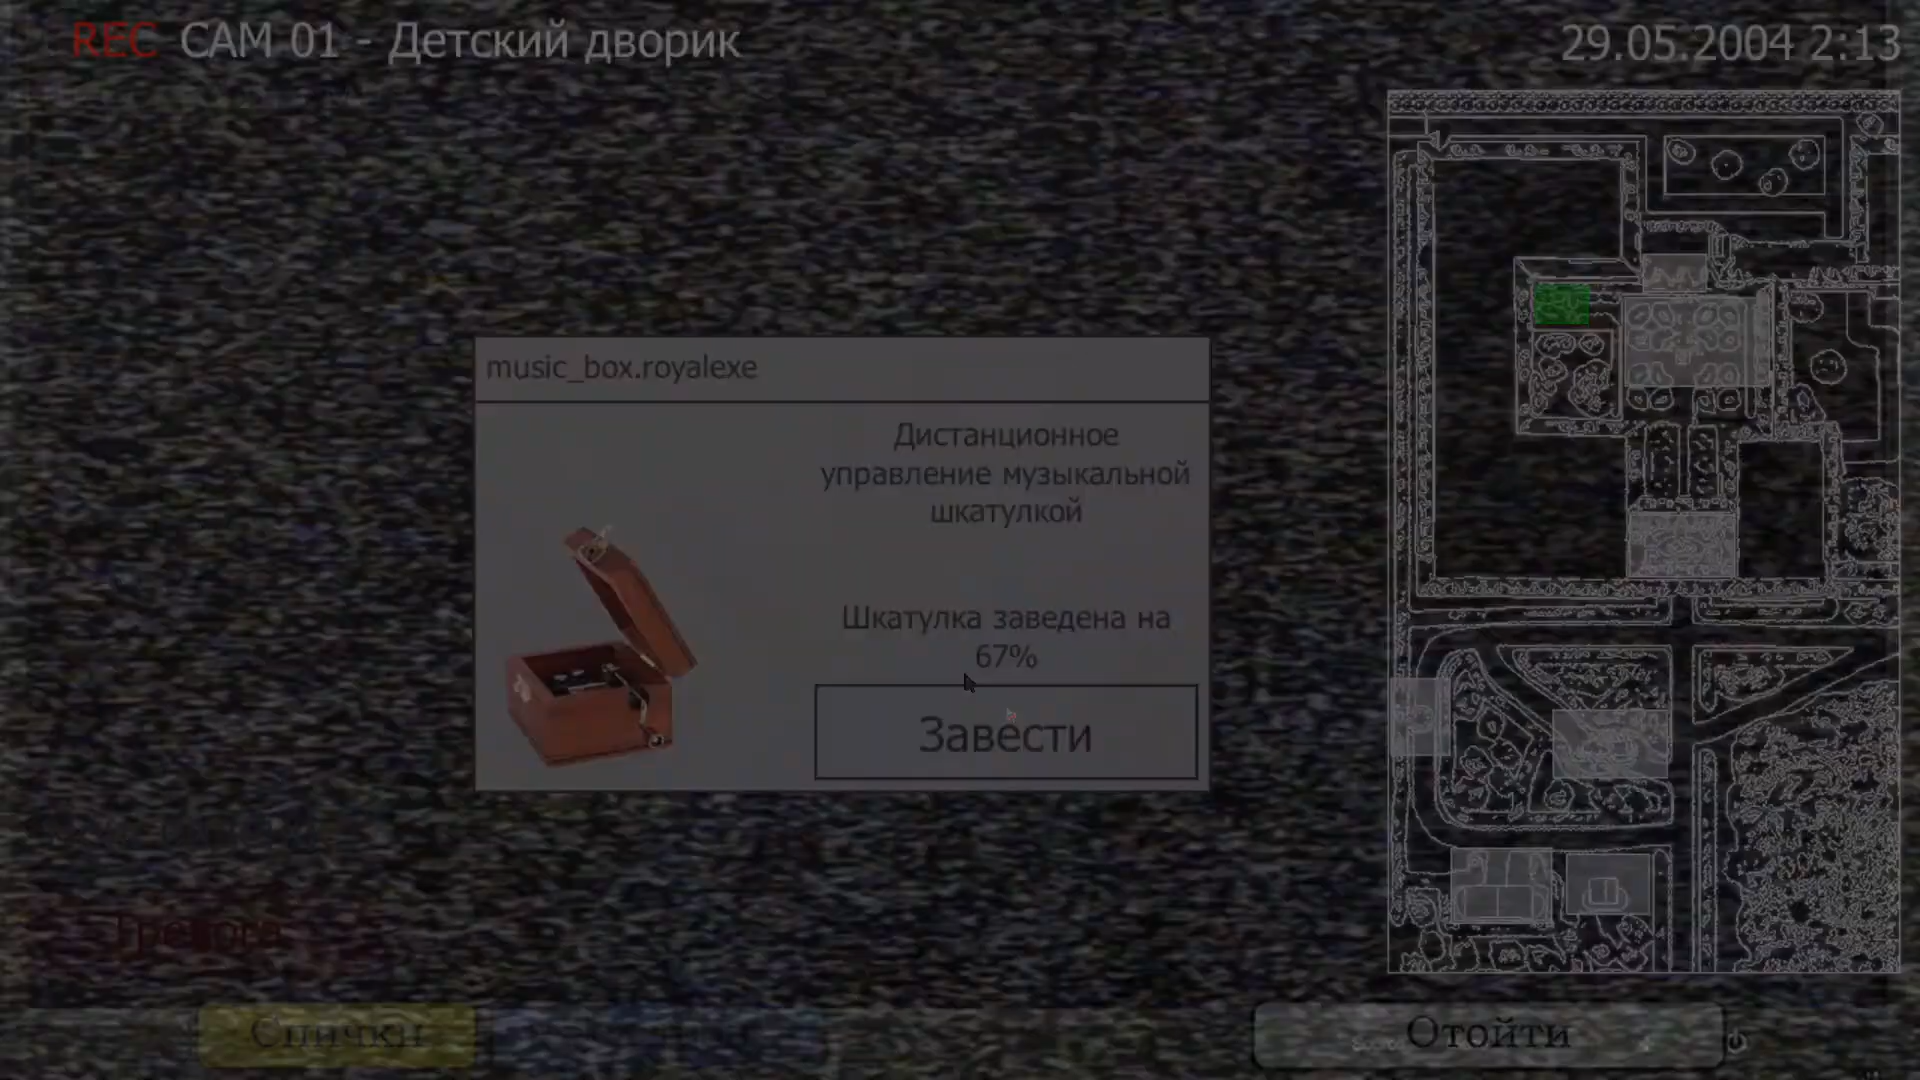 REC CAM 01 - Детский дворик
29.05.2004 2:13
music_box.royalexe
Дистанционное
управление музыкальной
шкатулкой
Шкатулка заведена на
67%
Завести
Тревога
Спички
Отойти